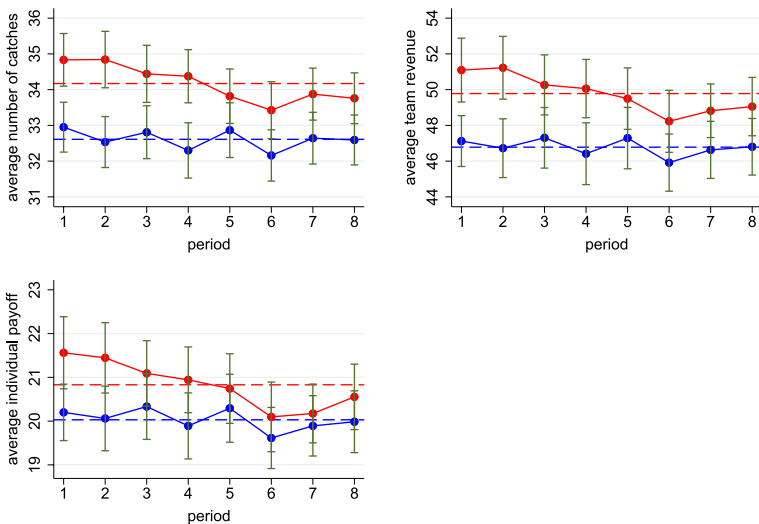 average number of catches
36
35
34
33
32
31
1 2 3 4 5 6 7 8
period
average team revenue
54
52
50
48
46
44
1 2 3 4 5 6 7 8
period
average individual payoff
23
22
21
20
19
1 2 3 4 5 6 7 8
period